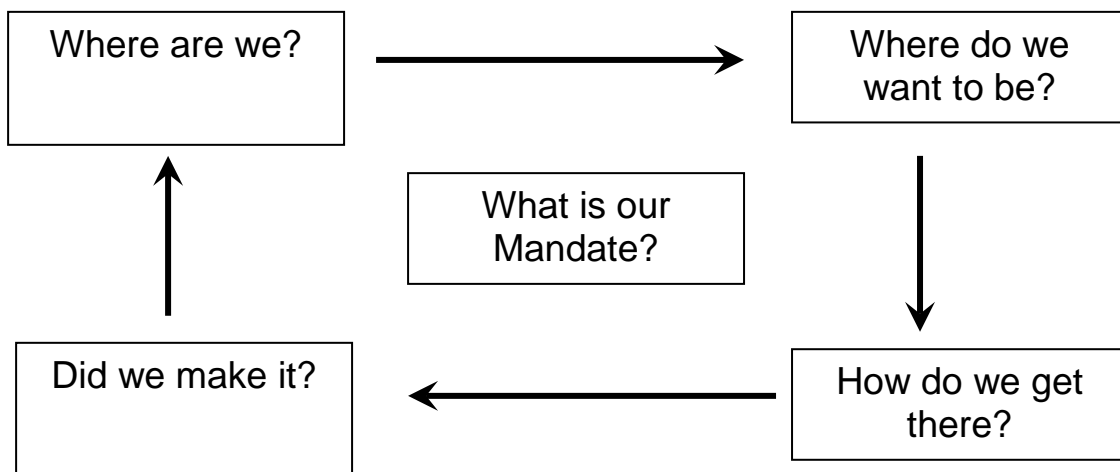 Where are we?
Where do we
want to be?
What is our
Mandate?
Did we make it?
How do we get
there?